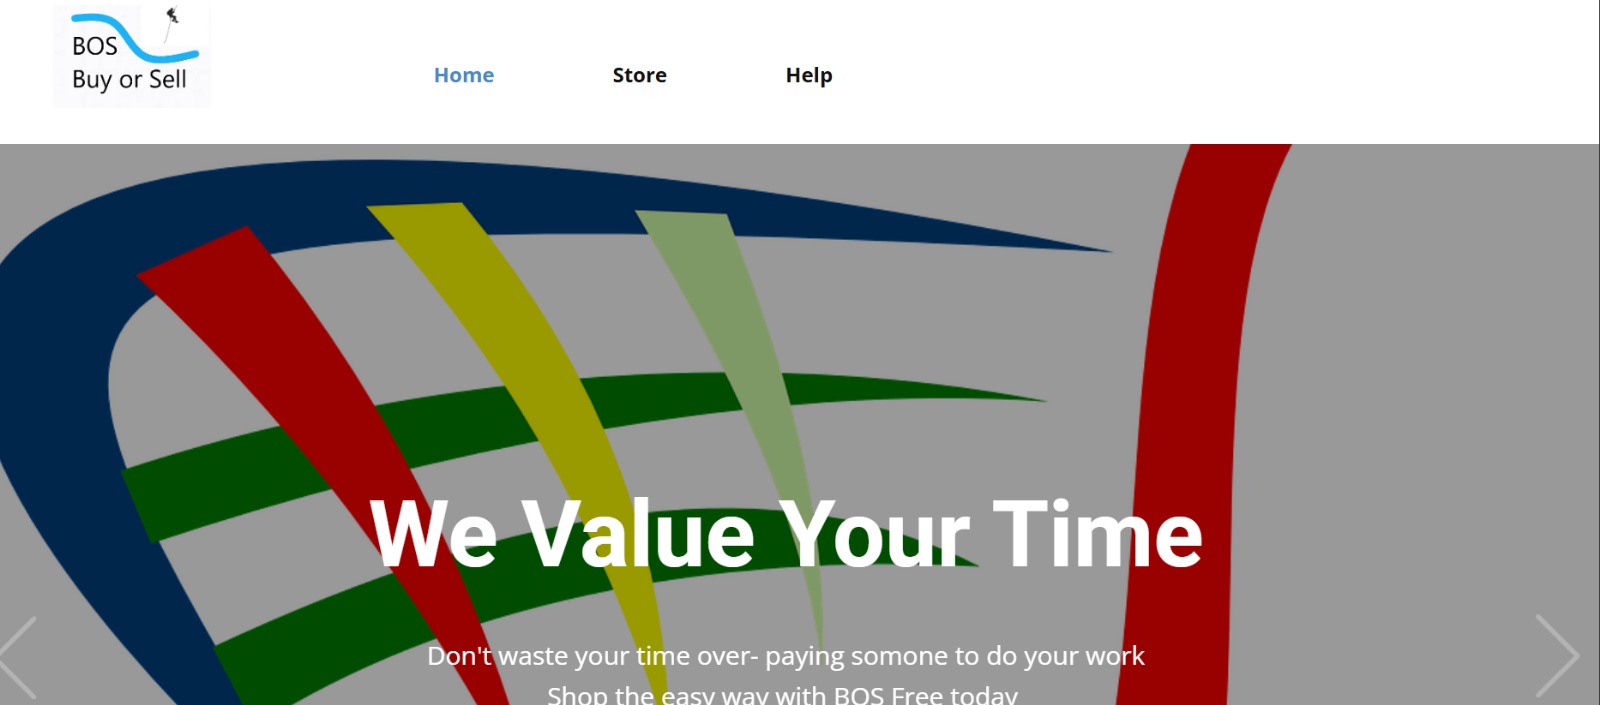 BOS
Buy or Sell
Home Store Help
We Value Your Time
Don't waste your time over- paying somone to do your work
Shop the easy way with BOS Free today